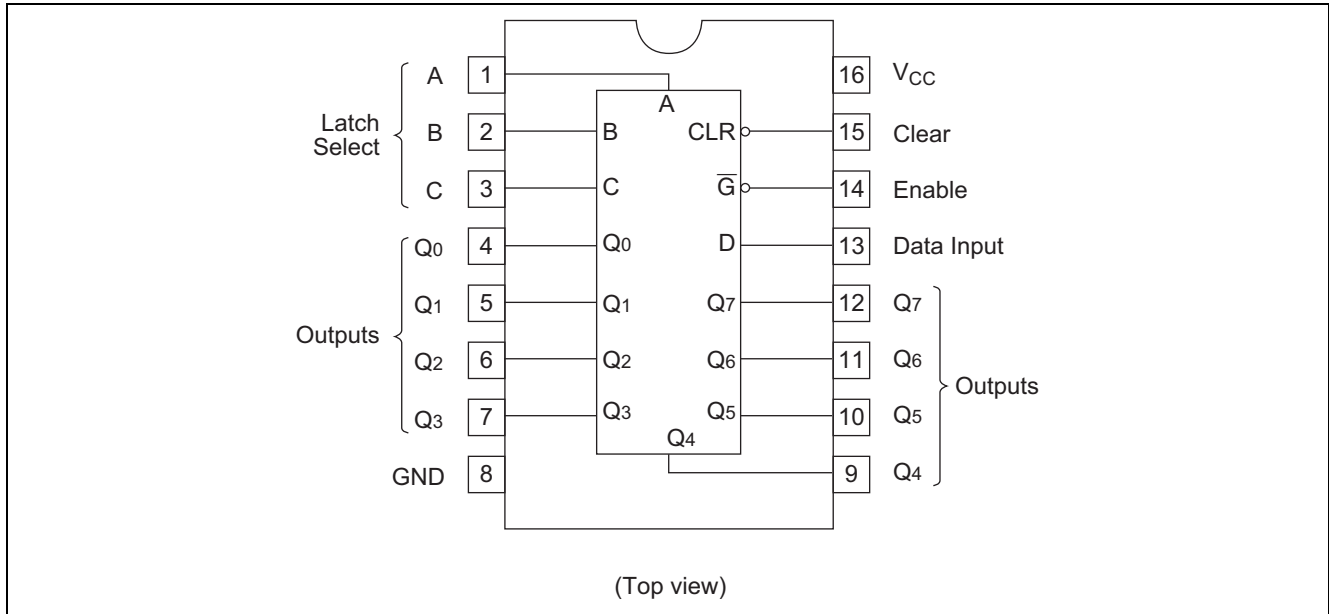 A 1 A 16 VCC
Latch Select B 2 B CLR 15 Clear
C 3 C G̅ 14 Enable
Q0 4 Q0 D 13 Data Input
Q1 5 Q1 Q7 12 Q7
Outputs
Q2 6 Q2 Q6 11 Q6
Outputs
Q3 7 Q3 Q5 10 Q5
Q4
GND 8 9 Q4
(Top view)